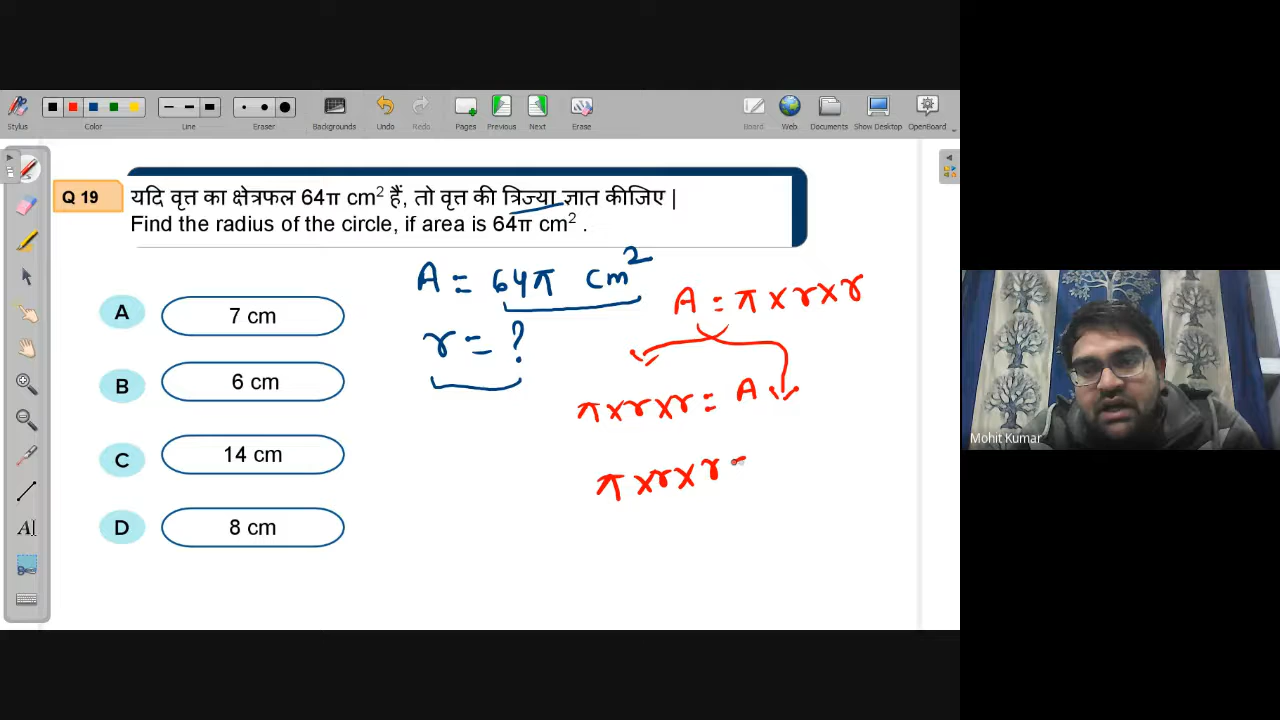 Stylus
Color
Line
Eraser
Backgrounds
Undo
Redo
Pages
Previous
Next
Erase
Board
Web
Documents
Show Desktop
OpenBoard
Q 19
यदि वृत्त का क्षेत्रफल 64π cm² हैं, तो वृत्त की त्रिज्या ज्ञात कीजिए |
Find the radius of the circle, if area is 64π cm² .
A = 64π cm²
r = ?
A = π × r × r
π × r × r = A
π × r × r =
A 7 cm
B 6 cm
C 14 cm
D 8 cm
A
Mohit Kumar